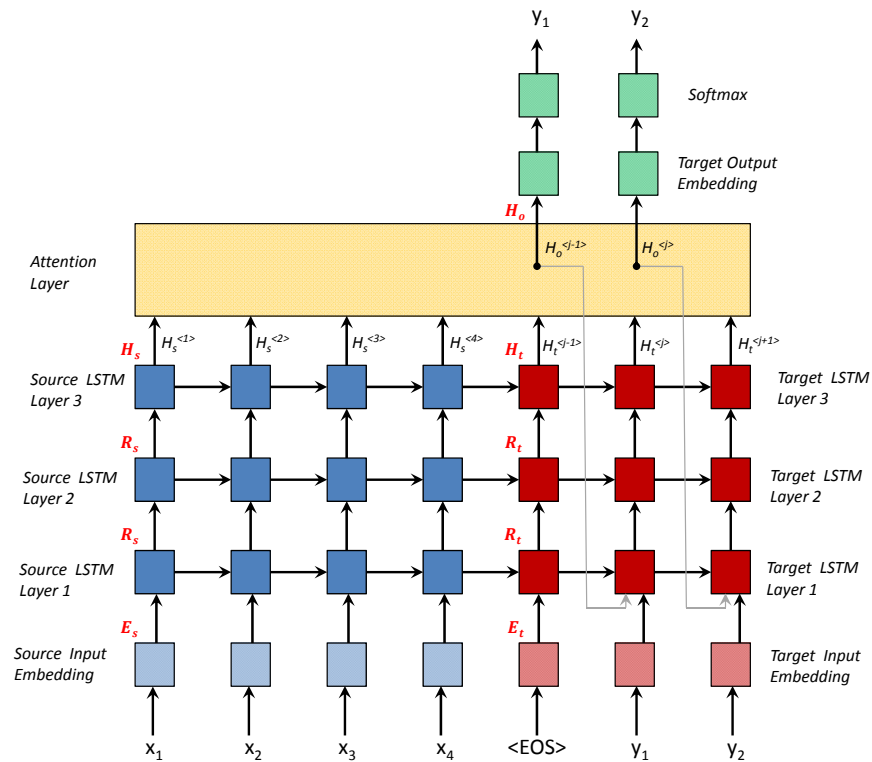 y1 y2
Softmax
Target Output
Embedding
Ho
Ho<j-1> Ho<j>
Attention
Layer
Hs<1> Hs<2> Hs<3> Hs<4> Ht<j-1> Ht<j> Ht<j+1>
Hs Ht
Source LSTM
Layer 3
Target LSTM
Layer 3
Rs Rt
Source LSTM
Layer 2
Target LSTM
Layer 2
Rs Rt
Source LSTM
Layer 1
Target LSTM
Layer 1
Es Et
Source Input
Embedding
Target Input
Embedding
x1 x2 x3 x4 <EOS> y1 y2